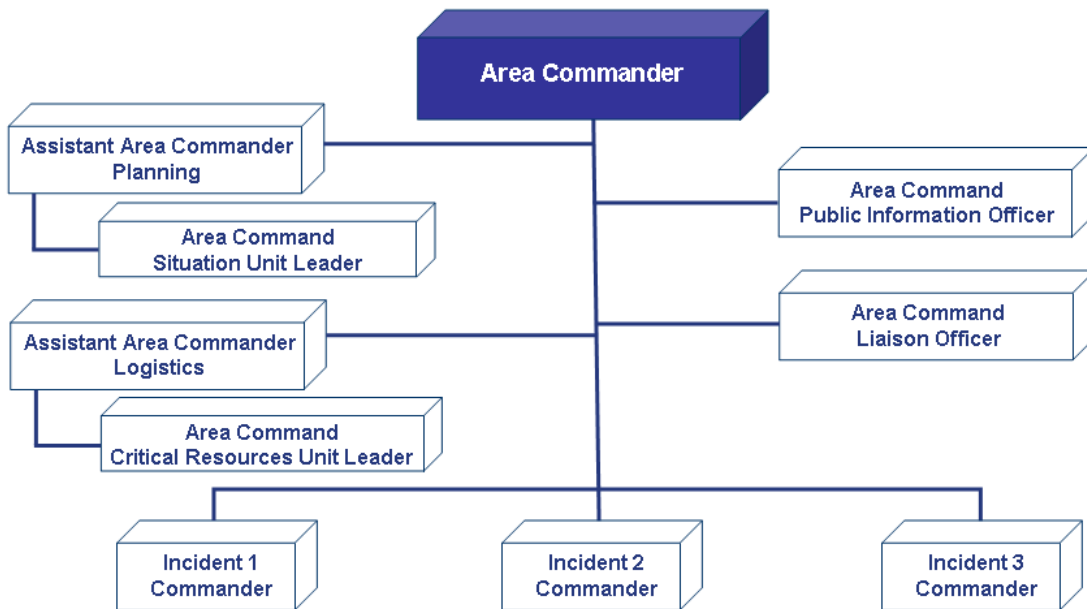 Area Commander
Assistant Area Commander
Planning
Area Command
Public Information Officer
Area Command
Situation Unit Leader
Area Command
Liaison Officer
Assistant Area Commander
Logistics
Area Command
Critical Resources Unit Leader
Incident 1
Commander
Incident 2
Commander
Incident 3
Commander